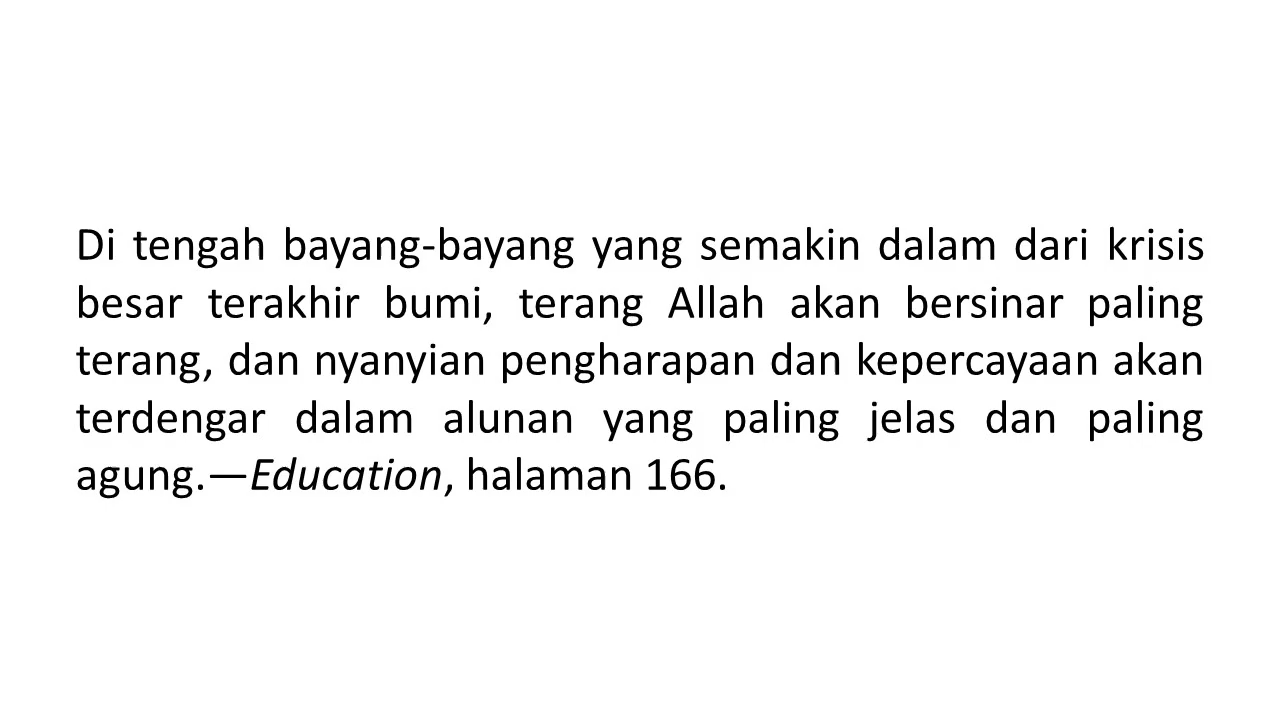 Di tengah bayang-bayang yang semakin dalam dari krisis
besar terakhir bumi, terang Allah akan bersinar paling
terang, dan nyanyian pengharapan dan kepercayaan akan
terdengar dalam alunan yang paling jelas dan paling
agung.—Education, halaman 166.